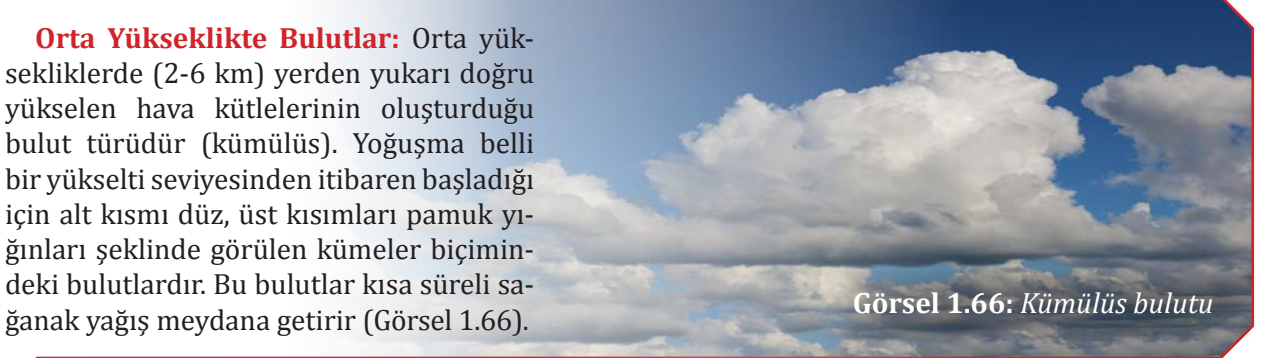 Orta Yükseklikte Bulutlar: Orta yük-
sekliklerde (2-6 km) yerden yukarı doğru
yükselen hava kütlelerinin oluşturduğu
bulut türüdür (kümülüs). Yoğuşma belli
bir yükselti seviyesinden itibaren başladığı
için alt kısmı düz, üst kısımları pamuk yı-
ğınları şeklinde görülen kümeler biçimin-
deki bulutlardır. Bu bulutlar kısa süreli sa-
ğanak yağış meydana getirir (Görsel 1.66).
Görsel 1.66: Kümülüs bulutu